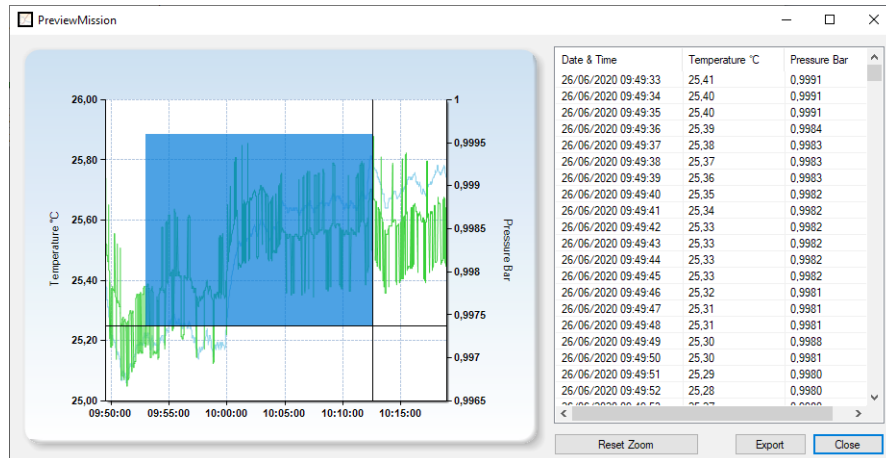 PreviewMission
Date & Time Temperature °C Pressure Bar
26/06/2020 09:49:33 25,41 0,9991
26/06/2020 09:49:34 25,40 0,9991
26/06/2020 09:49:35 25,40 0,9991
26/06/2020 09:49:36 25,39 0,9984
26/06/2020 09:49:37 25,38 0,9983
26/06/2020 09:49:38 25,37 0,9983
26/06/2020 09:49:39 25,36 0,9983
26/06/2020 09:49:40 25,35 0,9982
26/06/2020 09:49:41 25,34 0,9982
26/06/2020 09:49:42 25,33 0,9982
26/06/2020 09:49:43 25,33 0,9982
26/06/2020 09:49:44 25,33 0,9982
26/06/2020 09:49:45 25,33 0,9982
26/06/2020 09:49:46 25,32 0,9981
26/06/2020 09:49:47 25,31 0,9981
26/06/2020 09:49:48 25,31 0,9981
26/06/2020 09:49:49 25,30 0,9988
26/06/2020 09:49:50 25,30 0,9981
26/06/2020 09:49:51 25,29 0,9980
26/06/2020 09:49:52 25,28 0,9980
26,00
25,80
25,60
25,40
25,20
25,00
Temperature °C
1
0,9995
0,999
0,9985
0,998
0,9975
0,997
0,9965
Pressure Bar
09:50:00 09:55:00 10:00:00 10:05:00 10:10:00 10:15:00
Reset Zoom Export Close